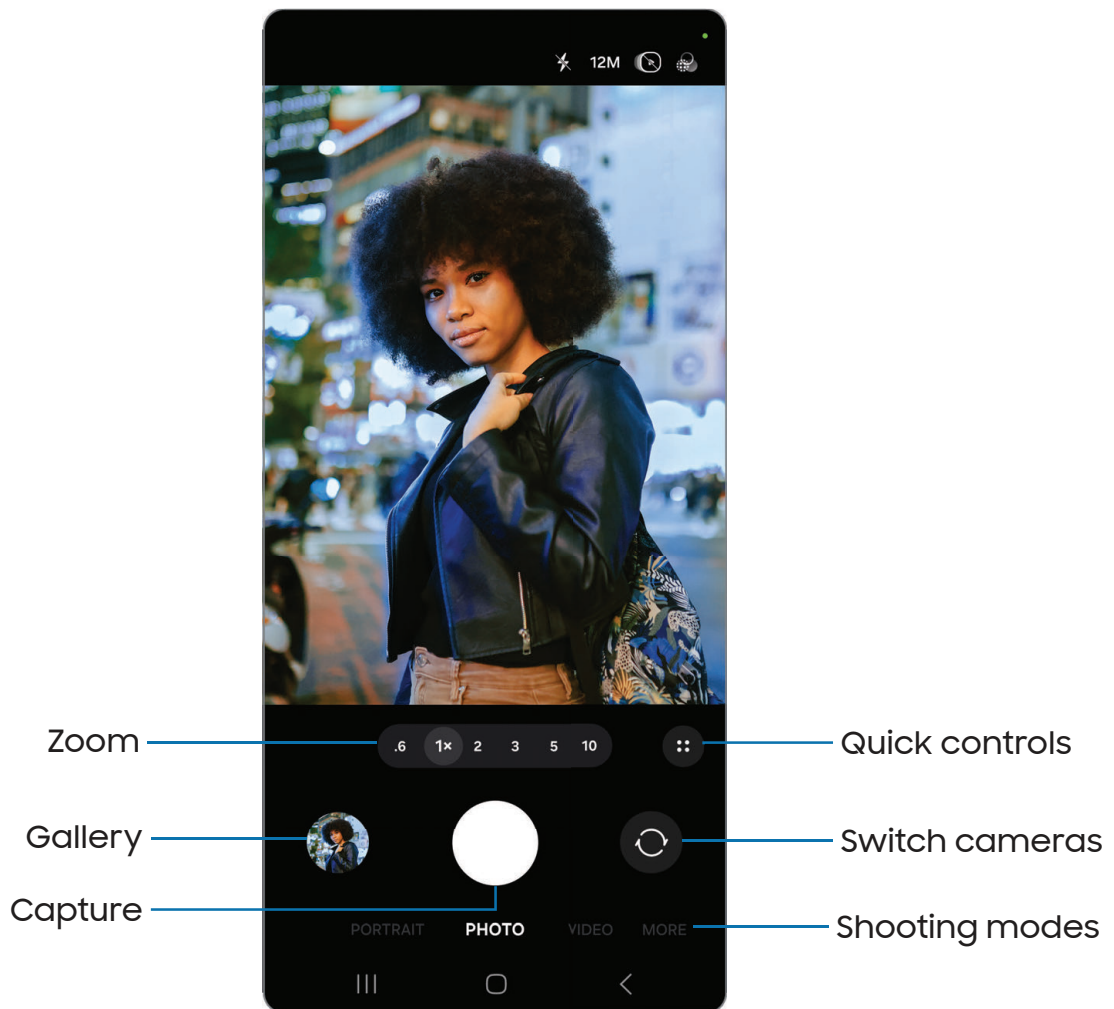 12M
Zoom
.6 1× 2 3 5 10
Quick controls
Gallery
Switch cameras
Capture
PORTRAIT PHOTO VIDEO MORE
Shooting modes